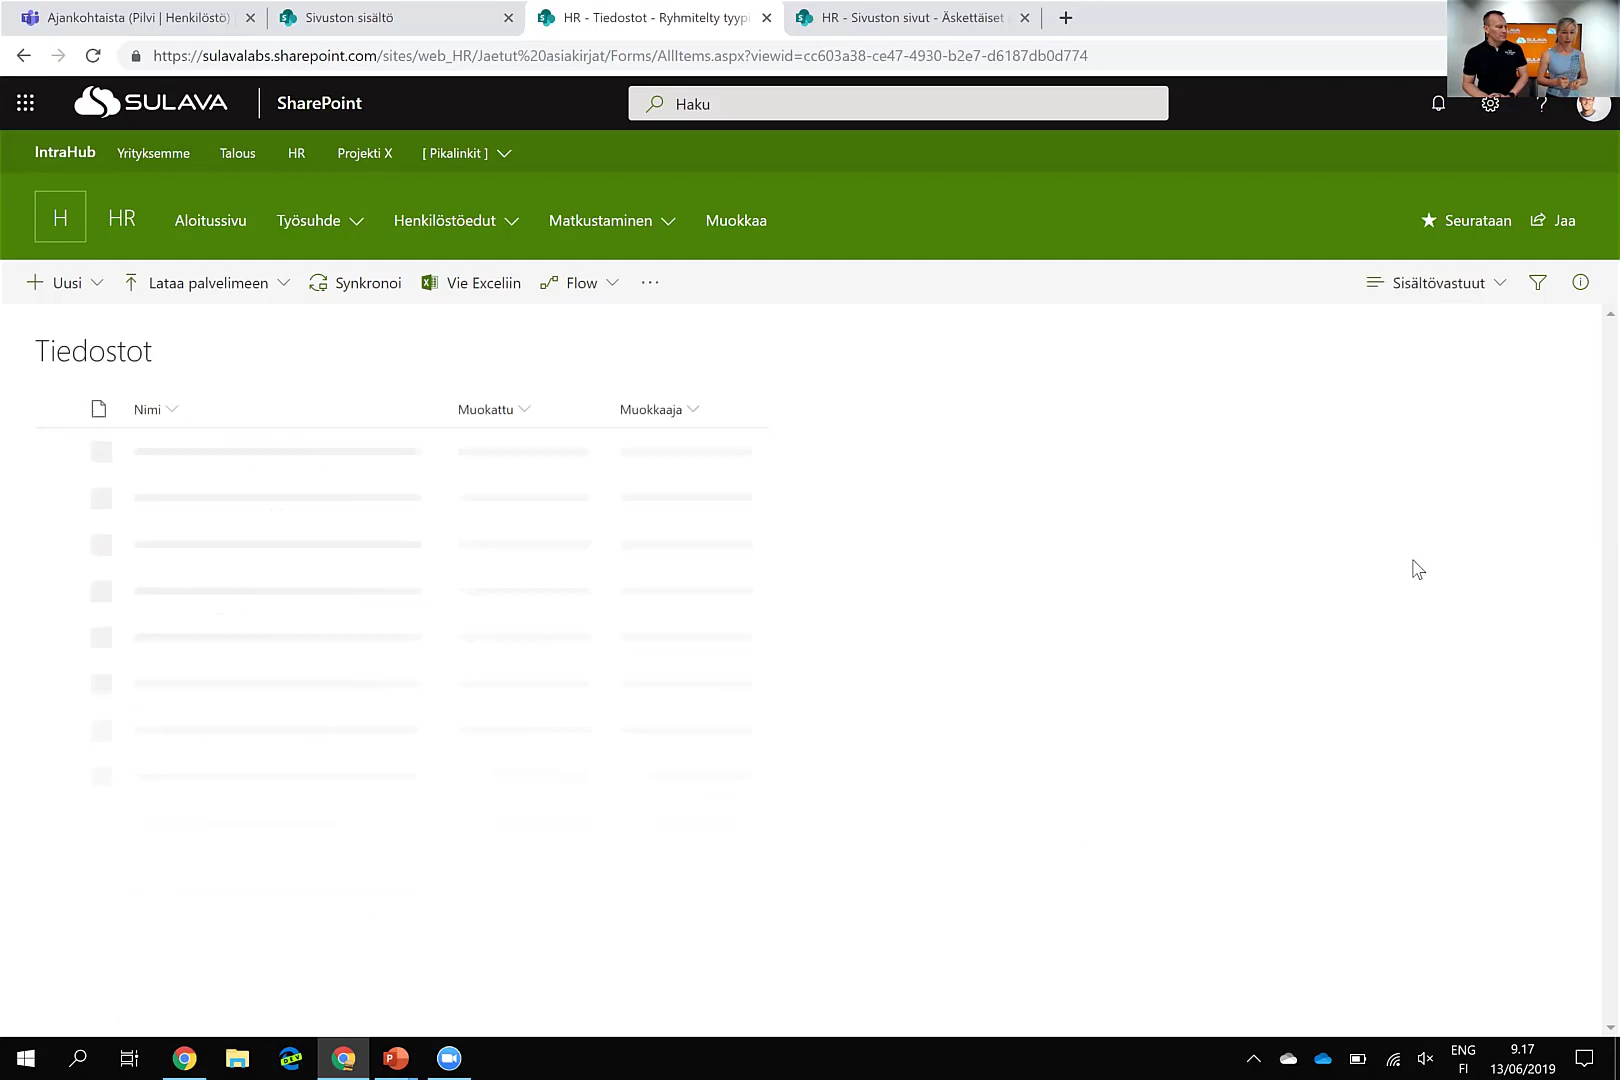 Ajankohtaista (Pilvi | Henkilöstö)
Sivuston sisältö
HR - Tiedostot - Ryhmitelty tyypi
HR - Sivuston sivut - Äskettäiset
https://sulavalabs.sharepoint.com/sites/web_HR/Jaetut%20asiakirjat/Forms/AllItems.aspx?viewid=cc603a38-ce47-4930-b2e7-d6187db0d774
SULAVA
SULAVA SharePoint
Haku
IntraHub Yrityksemme Talous HR Projekti X [ Pikalinkit ]
H HR Aloitussivu Työsuhde Henkilöstöedut Matkustaminen Muokkaa Seurataan Jaa
Uusi Lataa palvelimeen Synkronoi Vie Exceliin Flow ... Sisältövastuut
Tiedostot
Nimi Muokattu Muokkaaja
DEV
ENG
FI
9.17
13/06/2019